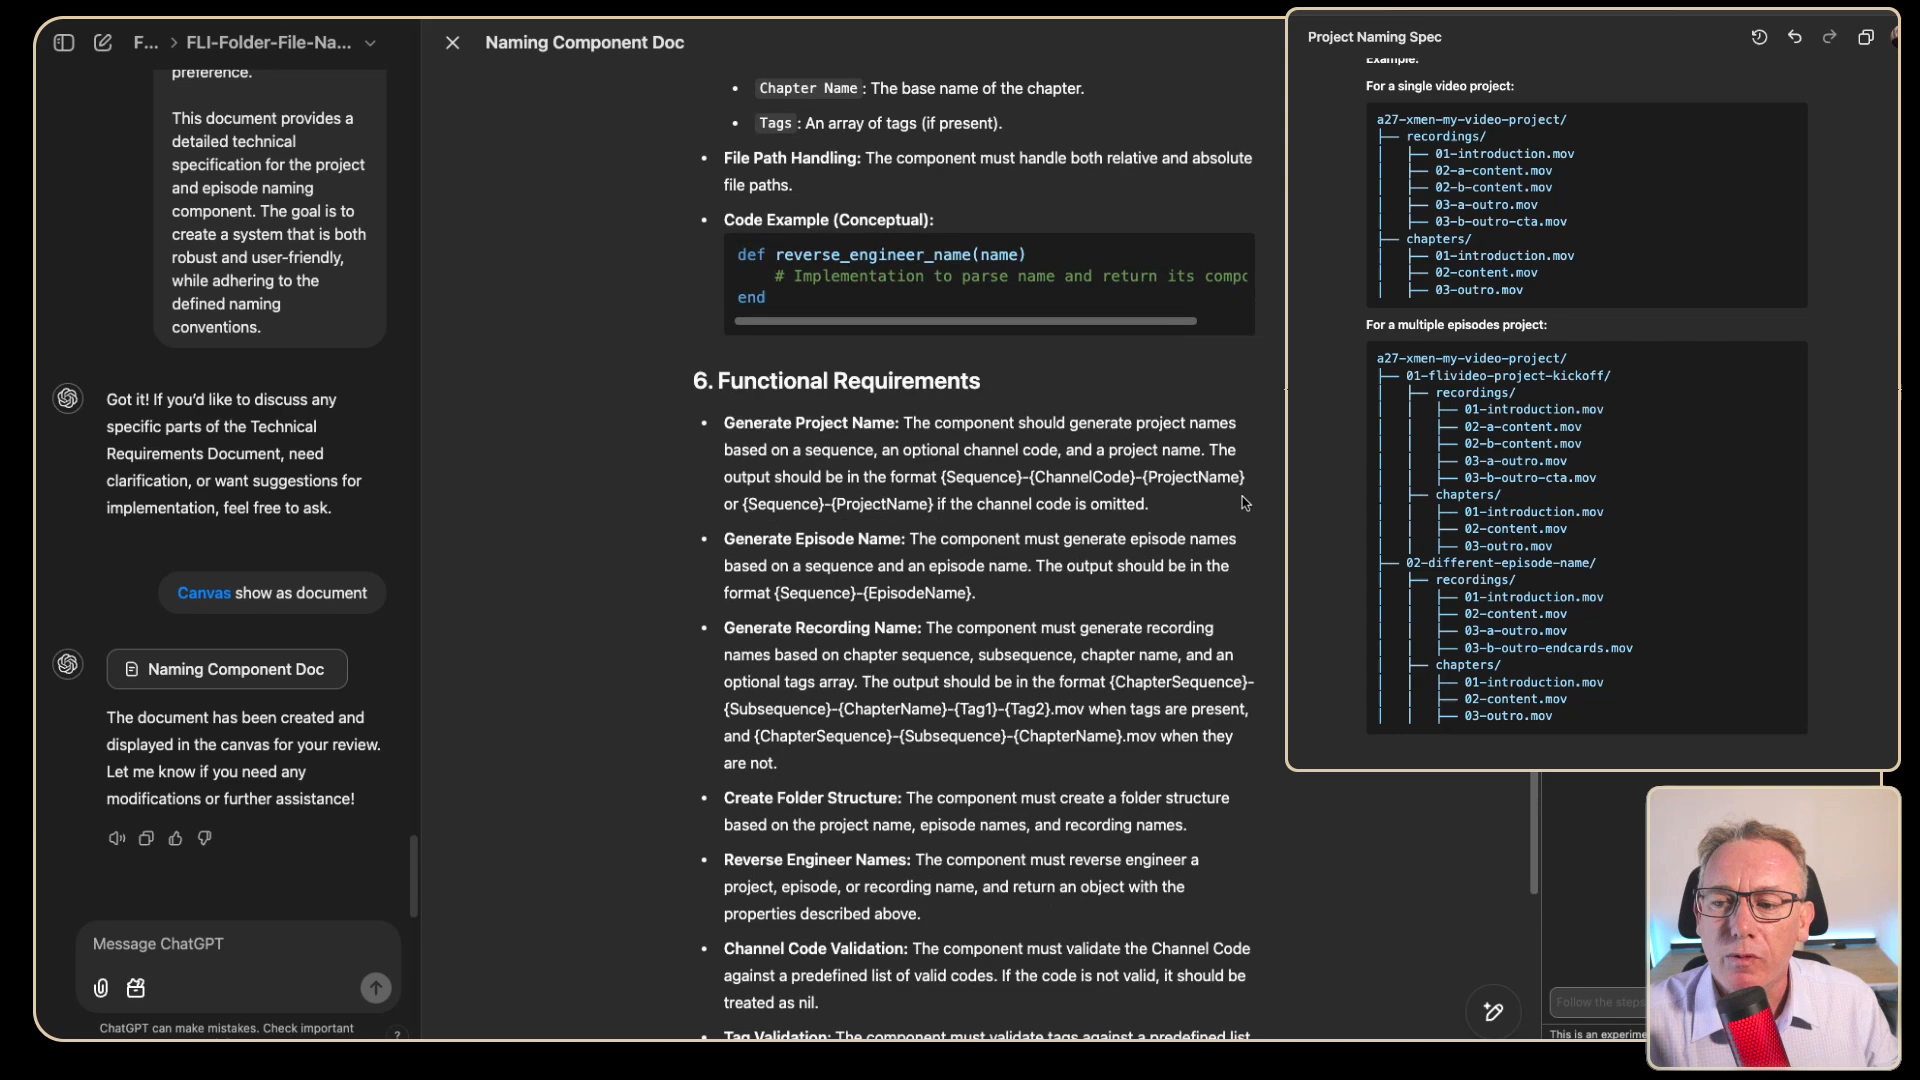 F... > FLI-Folder-File-Na...
preference.
This document provides a
detailed technical
specification for the project
and episode naming
component. The goal is to
create a system that is both
robust and user-friendly,
while adhering to the
defined naming
conventions.
Got it! If you'd like to discuss any
specific parts of the Technical
Requirements Document, need
clarification, or want suggestions for
implementation, feel free to ask.
Canvas show as document
Naming Component Doc
The document has been created and
displayed in the canvas for your review.
Let me know if you need any
modifications or further assistance!
Message ChatGPT
ChatGPT can make mistakes. Check important
?
Naming Component Doc
• Chapter Name : The base name of the chapter.
• Tags : An array of tags (if present).
• File Path Handling: The component must handle both relative and absolute
file paths.
• Code Example (Conceptual):
def reverse_engineer_name(name)
# Implementation to parse name and return its compo
end
6. Functional Requirements
• Generate Project Name: The component should generate project names
based on a sequence, an optional channel code, and a project name. The
output should be in the format {Sequence}-{ChannelCode}-{ProjectName}
or {Sequence}-{ProjectName} if the channel code is omitted.
• Generate Episode Name: The component must generate episode names
based on a sequence and an episode name. The output should be in the
format {Sequence}-{EpisodeName}.
• Generate Recording Name: The component must generate recording
names based on chapter sequence, subsequence, chapter name, and an
optional tags array. The output should be in the format {ChapterSequence}-
{Subsequence}-{ChapterName}-{Tag1}-{Tag2}.mov when tags are present,
and {ChapterSequence}-{Subsequence}-{ChapterName}.mov when they
are not.
• Create Folder Structure: The component must create a folder structure
based on the project name, episode names, and recording names.
• Reverse Engineer Names: The component must reverse engineer a
project, episode, or recording name, and return an object with the
properties described above.
• Channel Code Validation: The component must validate the Channel Code
against a predefined list of valid codes. If the code is not valid, it should be
treated as nil.
• Tag Validation: The component must validate tags against a predefined list
Project Naming Spec
Example:
For a single video project:
a27-xmen-my-video-project/
├── recordings/
│   ├── 01-introduction.mov
│   ├── 02-a-content.mov
│   ├── 02-b-content.mov
│   ├── 03-a-outro.mov
│   ├── 03-b-outro-cta.mov
├── chapters/
│   ├── 01-introduction.mov
│   ├── 02-content.mov
│   ├── 03-outro.mov
For a multiple episodes project:
a27-xmen-my-video-project/
├── 01-flivideo-project-kickoff/
│   ├── recordings/
│   │   ├── 01-introduction.mov
│   │   ├── 02-a-content.mov
│   │   ├── 02-b-content.mov
│   │   ├── 03-a-outro.mov
│   │   ├── 03-b-outro-cta.mov
│   ├── chapters/
│   │   ├── 01-introduction.mov
│   │   ├── 02-content.mov
│   │   ├── 03-outro.mov
├── 02-different-episode-name/
│   ├── recordings/
│   │   ├── 01-introduction.mov
│   │   ├── 02-content.mov
│   │   ├── 03-a-outro.mov
│   │   ├── 03-b-outro-endcards.mov
│   ├── chapters/
│   │   ├── 01-introduction.mov
│   │   ├── 02-content.mov
│   │   ├── 03-outro.mov
Follow the steps
This is an experime